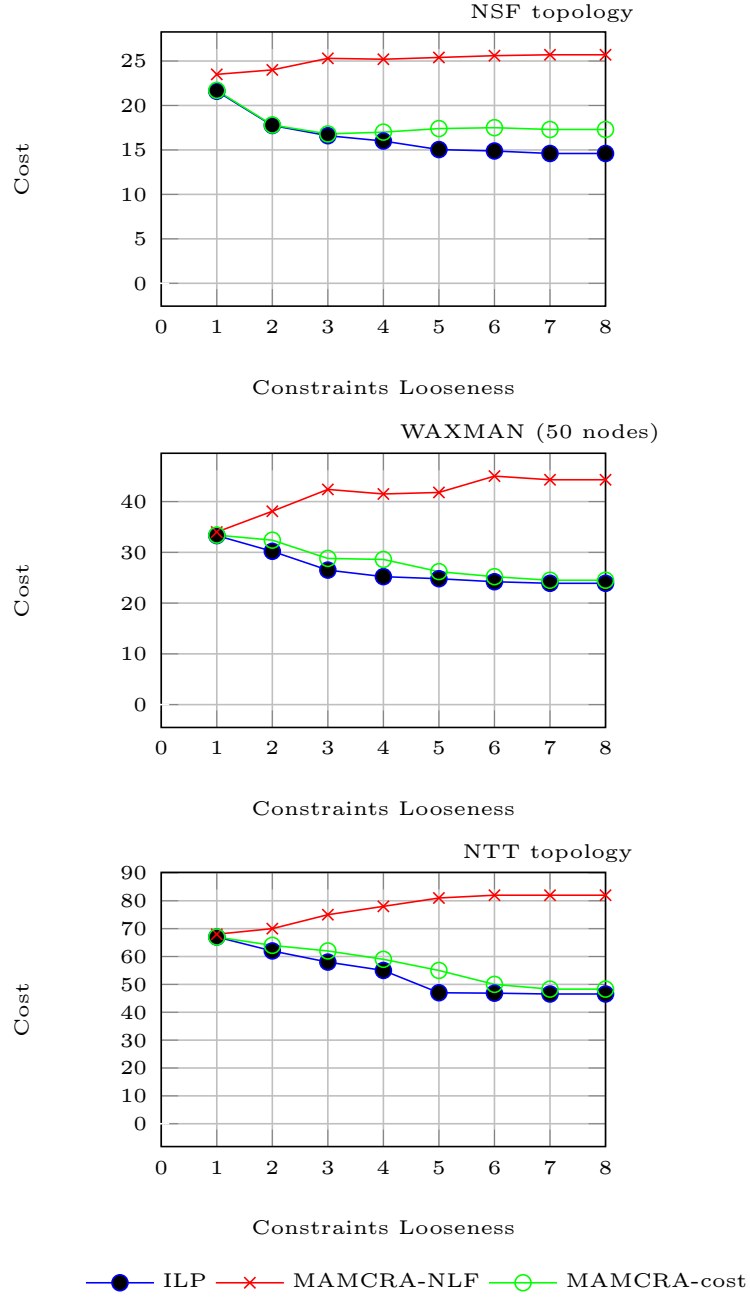 NSF topology
25
20
15
10
5
0
Cost
0 1 2 3 4 5 6 7 8
Constraints Looseness
WAXMAN (50 nodes)
40
30
20
10
0
Cost
0 1 2 3 4 5 6 7 8
Constraints Looseness
NTT topology
90
80
70
60
50
40
30
20
10
0
Cost
0 1 2 3 4 5 6 7 8
Constraints Looseness
ILP MAMCRA-NLF MAMCRA-cost